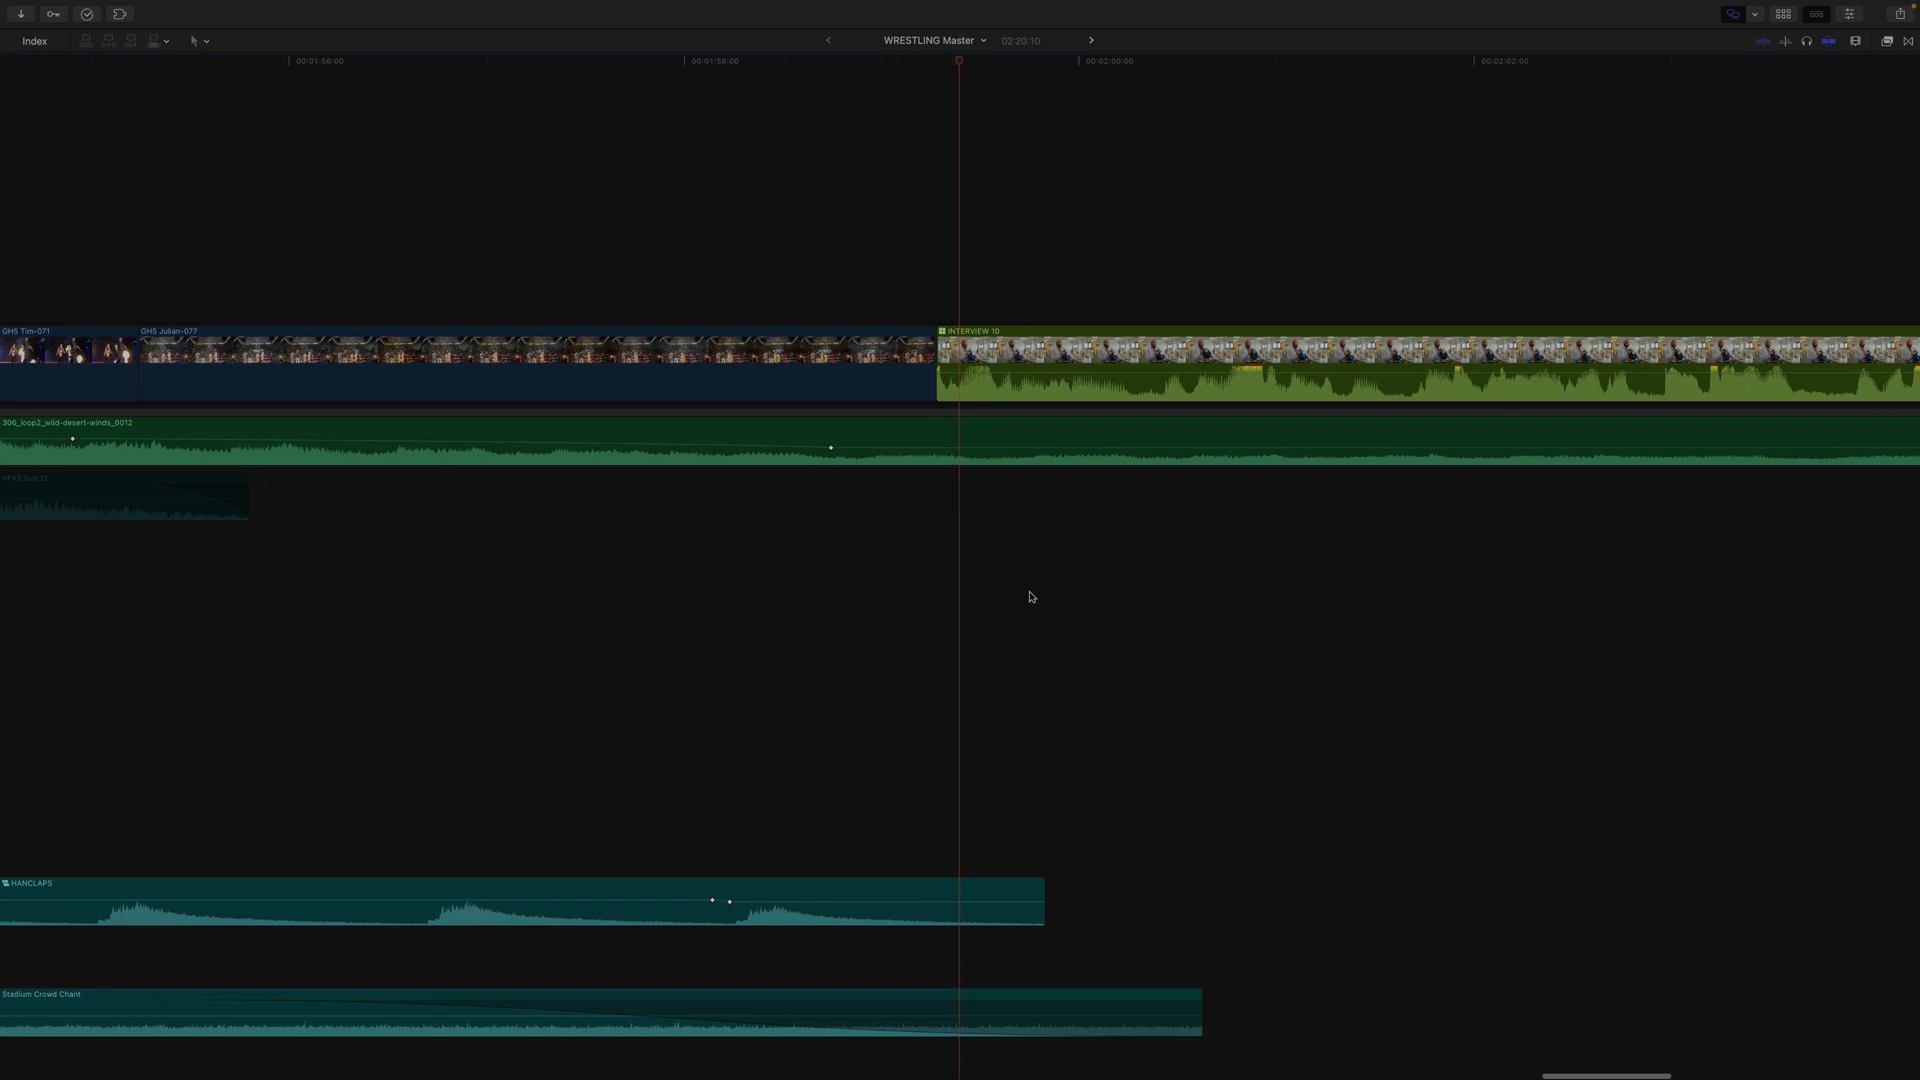 Index
WRESTLING Master
02:20:10
00:01:56:00
00:01:58:00
00:02:00:00
00:02:02:00
GH5 Tim-071
GH5 Julian-077
INTERVIEW 10
306_loop2_wild-desert-winds_0012
VFX2 Sub 12
HANCLAPS
Stadium Crowd Chant